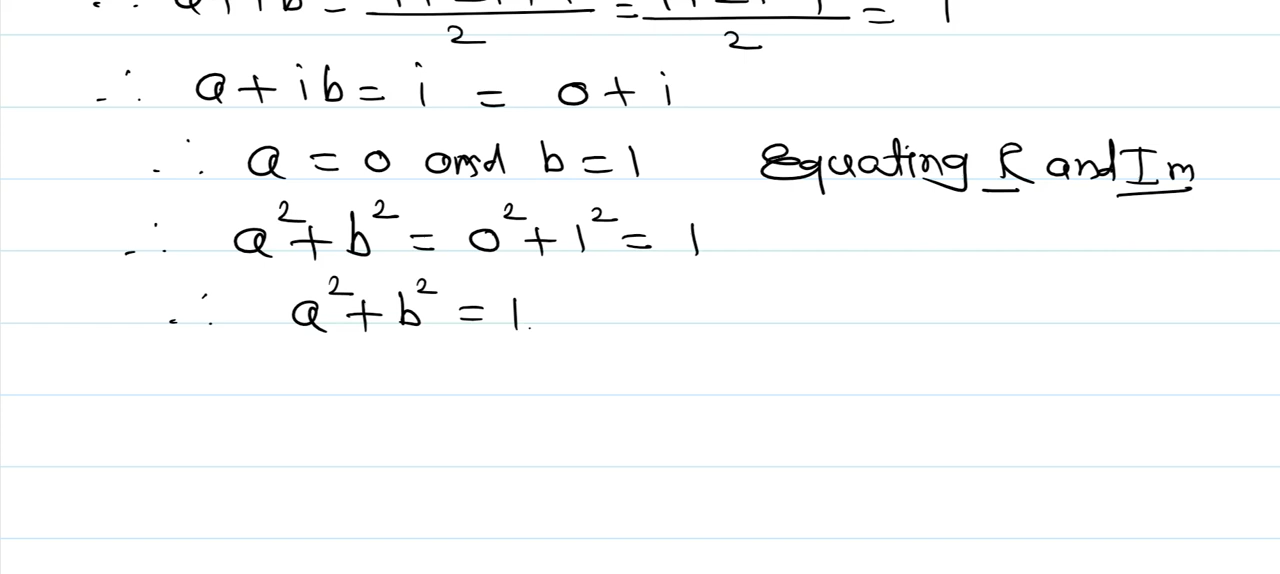 ∴ a + ib = i = 0 + i
∴ a = 0 and b = 1 Equating R and Im
∴ a² + b² = 0² + 1² = 1
∴ a² + b² = 1.